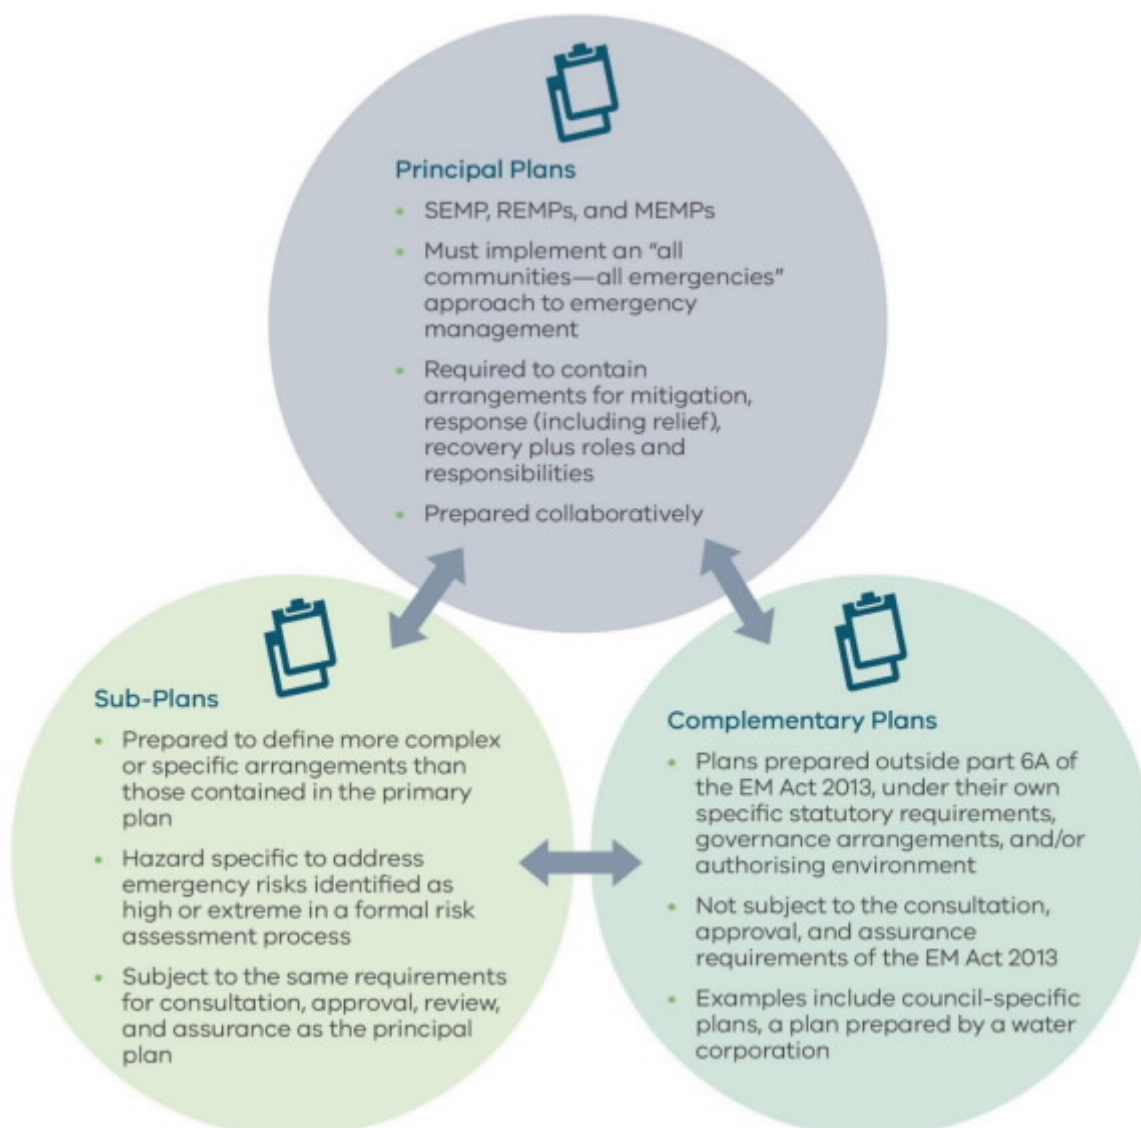 Principal Plans
• SEMP, REMPs, and MEMPs
• Must implement an “all
communities—all emergencies”
approach to emergency
management
• Required to contain
arrangements for mitigation,
response (including relief),
recovery plus roles and
responsibilities
• Prepared collaboratively
Sub-Plans
• Prepared to define more complex
or specific arrangements than
those contained in the primary
plan
• Hazard specific to address
emergency risks identified as
high or extreme in a formal risk
assessment process
• Subject to the same requirements
for consultation, approval, review,
and assurance as the principal
plan
Complementary Plans
• Plans prepared outside part 6A of
the EM Act 2013, under their own
specific statutory requirements,
governance arrangements, and/or
authorising environment
• Not subject to the consultation,
approval, and assurance
requirements of the EM Act 2013
• Examples include council-specific
plans, a plan prepared by a water
corporation